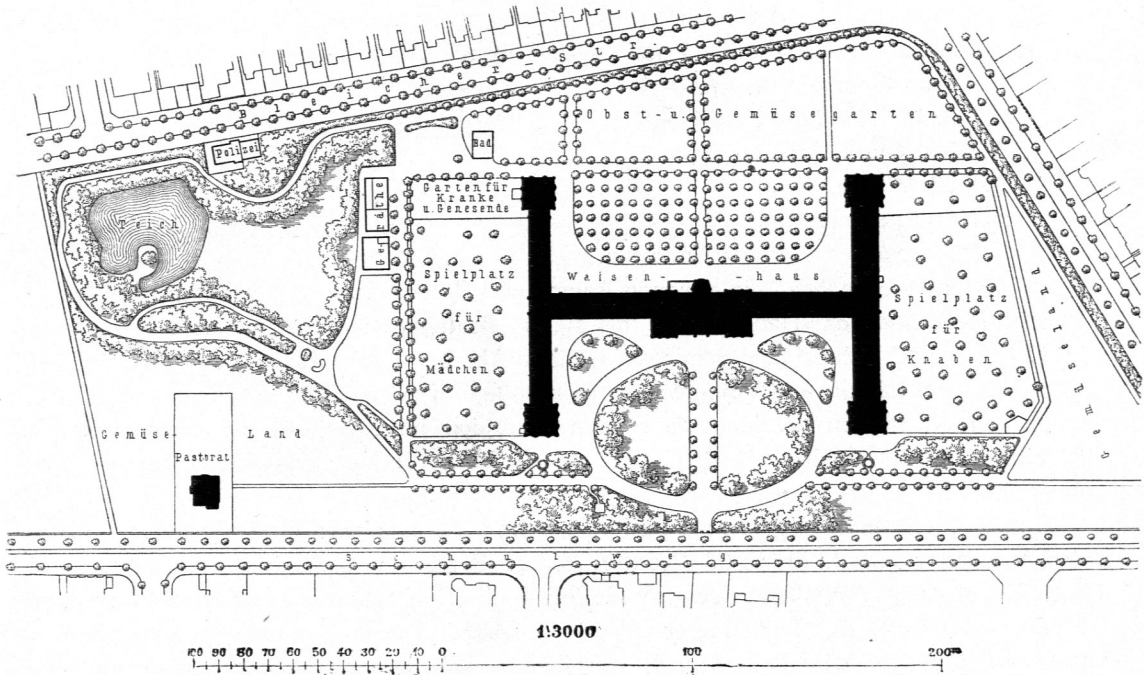 Bleicher-Str.
Polizei
Bad
Obst-u. Gemüsegarten
Teich
Geräthe
Garten für
Kranke
u. Genesende
Waisen-haus
Spielplatz
für
Mädchen
Spielplatz
für
Knaben
Gemüse-Land
Pastorat
Schulweg
1:3000
100 90 80 70 60 50 40 30 20 10 0 100 200m